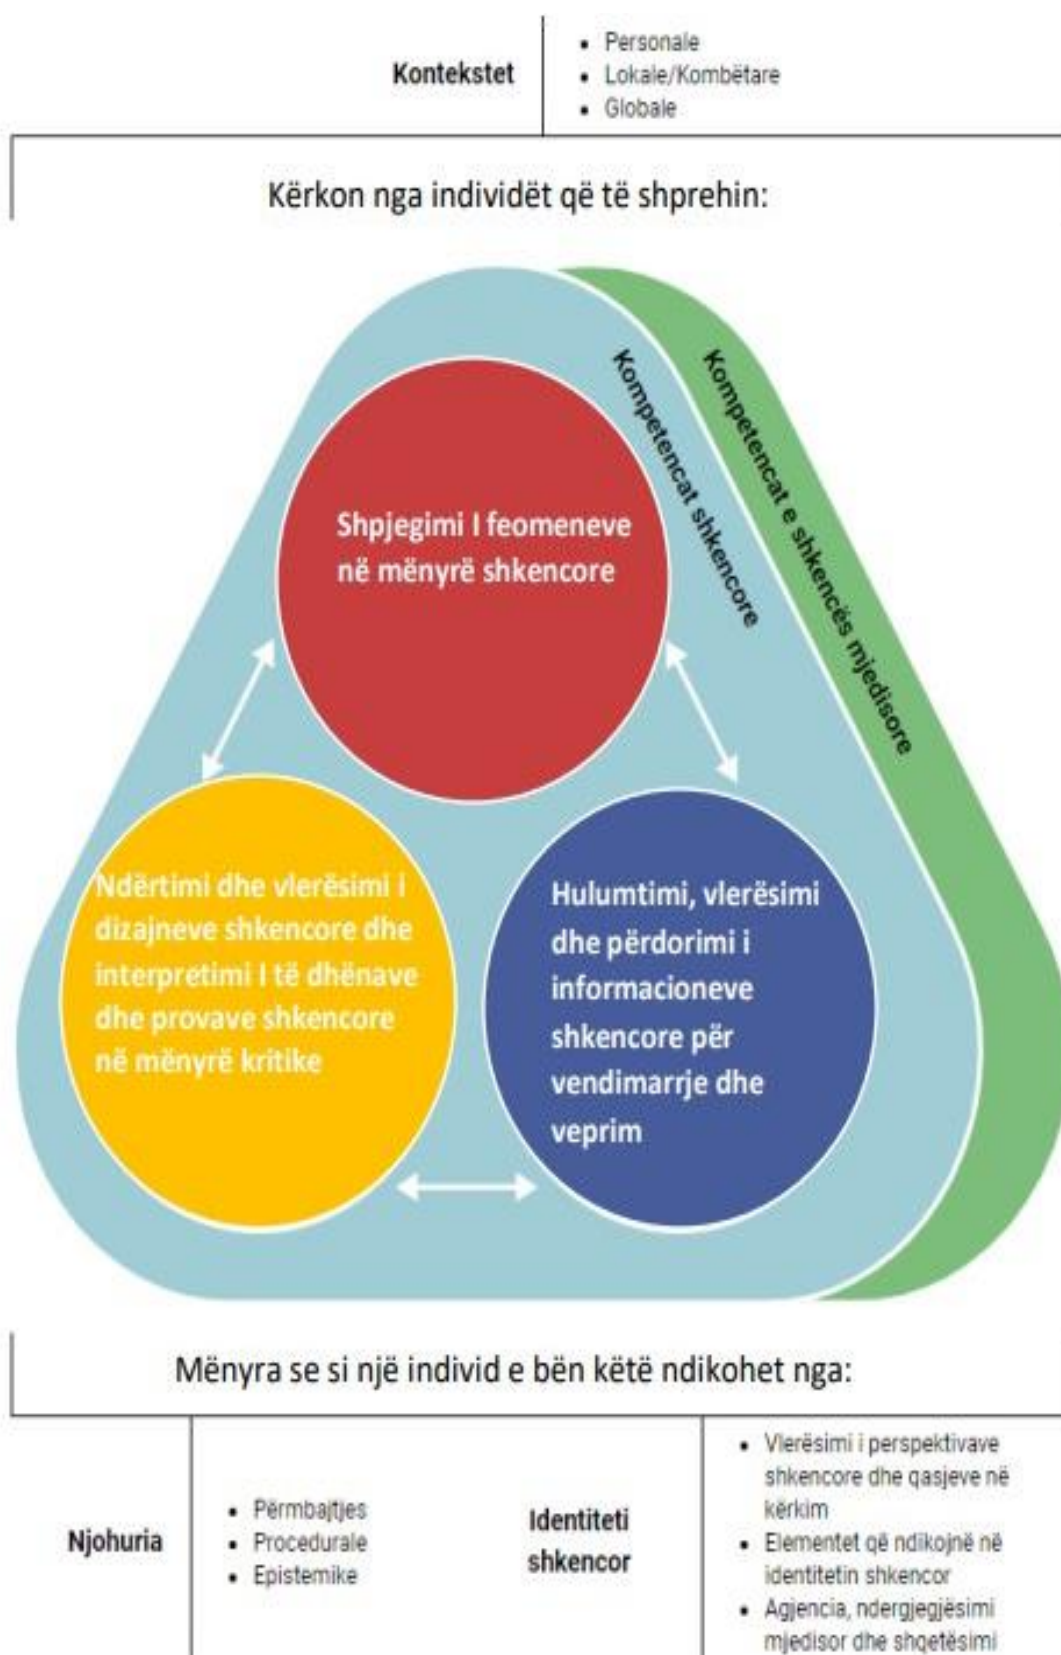 Kontekstet
• Personale
• Lokale/Kombëtare
• Globale
Kërkon nga individët që të shprehin:
Kompetencat shkencore
Kompetencat e shkencës mjedisore
Shpjegimi I feomeneve
në mënyrë shkencore
Ndërtimi dhe vlerësimi i
dizajneve shkencore dhe
interpretimi I të dhënave
dhe provave shkencore
në mënyrë kritike
Hulumtimi, vlerësimi
dhe përdorimi i
informacioneve
shkencore për
vendimarrje dhe
veprim
Mënyra se si një individ e bën këtë ndikohet nga:
Njohuria
• Përmbajtjes
• Procedurale
• Epistemike
Identiteti
shkencor
• Vlerësimi i perspektivave
shkencore dhe qasjeve në
kërkim
• Elementet që ndikojnë në
identitetin shkencor
• Agjencia, ndergjegjësimi
mjedisor dhe shqetësimi